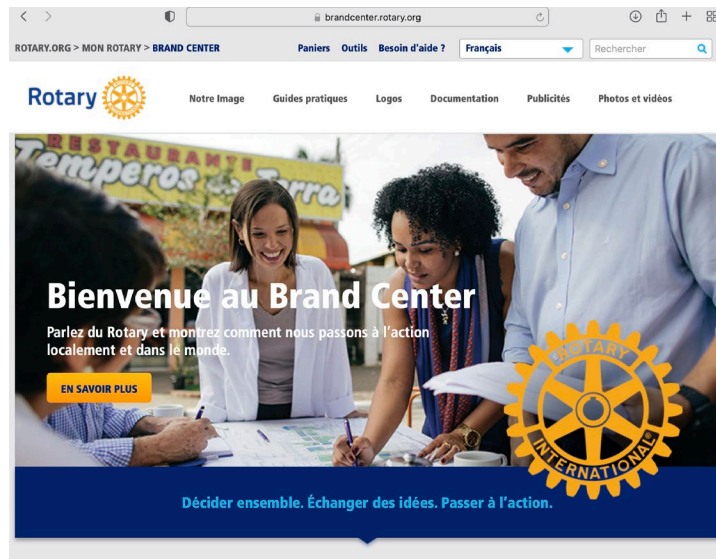 brandcenter.rotary.org
ROTARY.ORG > MON ROTARY > BRAND CENTER
Paniers Outils Besoin d'aide ? Français Rechercher
Rotary
Notre Image Guides pratiques Logos Documentation Publicités Photos et vidéos
RESTAURANTE
Temperos da Terra
Bienvenue au Brand Center
Parlez du Rotary et montrez comment nous passons à l'action
localement et dans le monde.
EN SAVOIR PLUS
ROTARY
INTERNATIONAL
Décider ensemble. Échanger des idées. Passer à l'action.